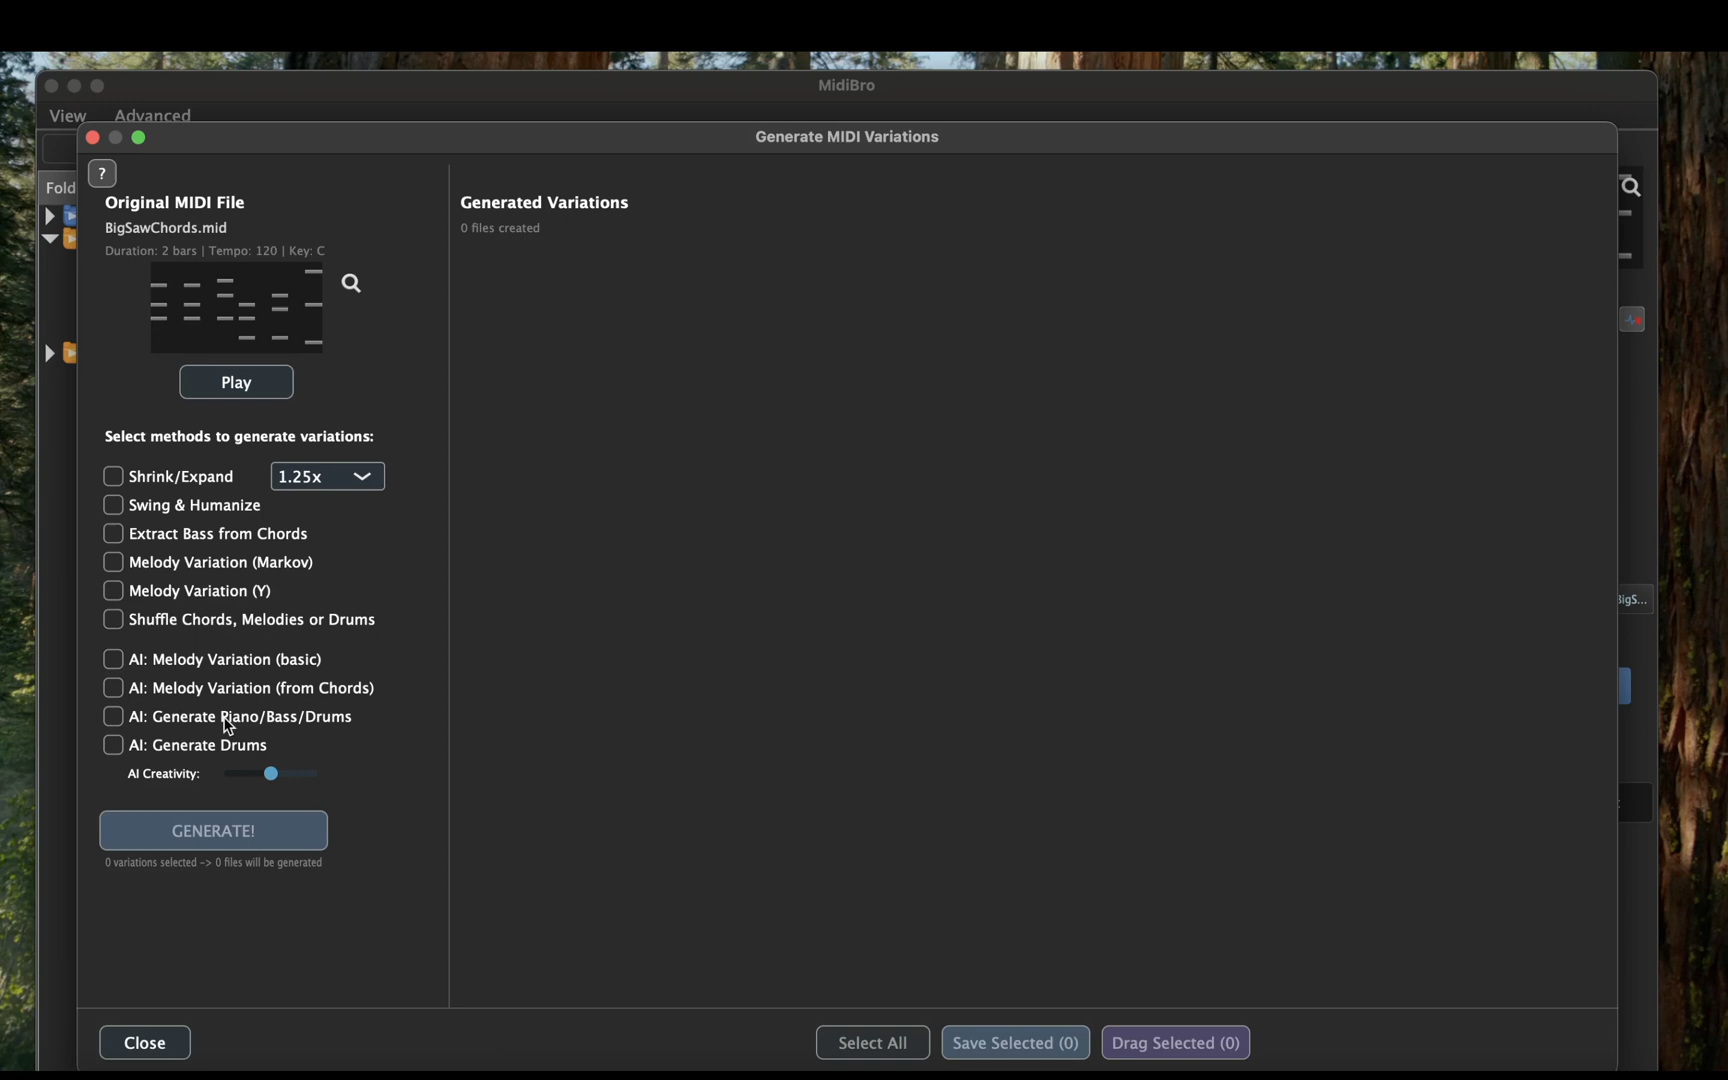 MidiBro
View Advanced
Generate MIDI Variations
?
Fold
Original MIDI File
BigSawChords.mid
Duration: 2 bars | Tempo: 120 | Key: C
Play
Select methods to generate variations:
Shrink/Expand 1.25x
Swing & Humanize
Extract Bass from Chords
Melody Variation (Markov)
Melody Variation (Y)
Shuffle Chords, Melodies or Drums
AI: Melody Variation (basic)
AI: Melody Variation (from Chords)
AI: Generate Piano/Bass/Drums
AI: Generate Drums
AI Creativity:
GENERATE!
0 variations selected -> 0 files will be generated
Generated Variations
0 files created
BigS...
Close
Select All
Save Selected (0)
Drag Selected (0)